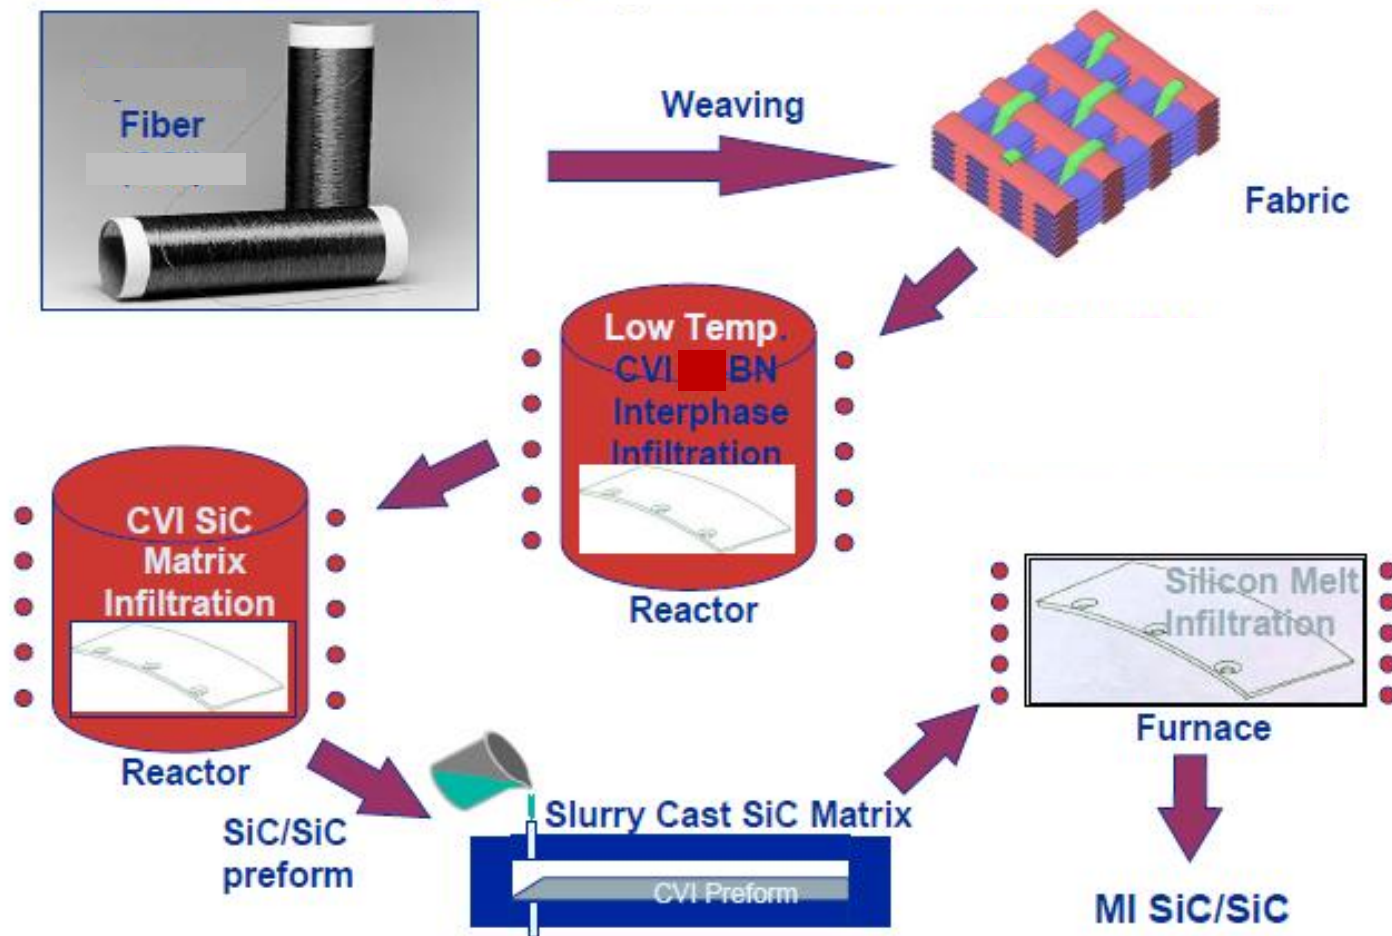 Fiber
Weaving
Fabric
Low Temp.
CVI BN
Interphase
Infiltration
Reactor
CVI SiC
Matrix
Infiltration
Reactor
SiC/SiC
preform
Slurry Cast SiC Matrix
CVI Preform
Silicon Melt
Infiltration
Furnace
MI SiC/SiC